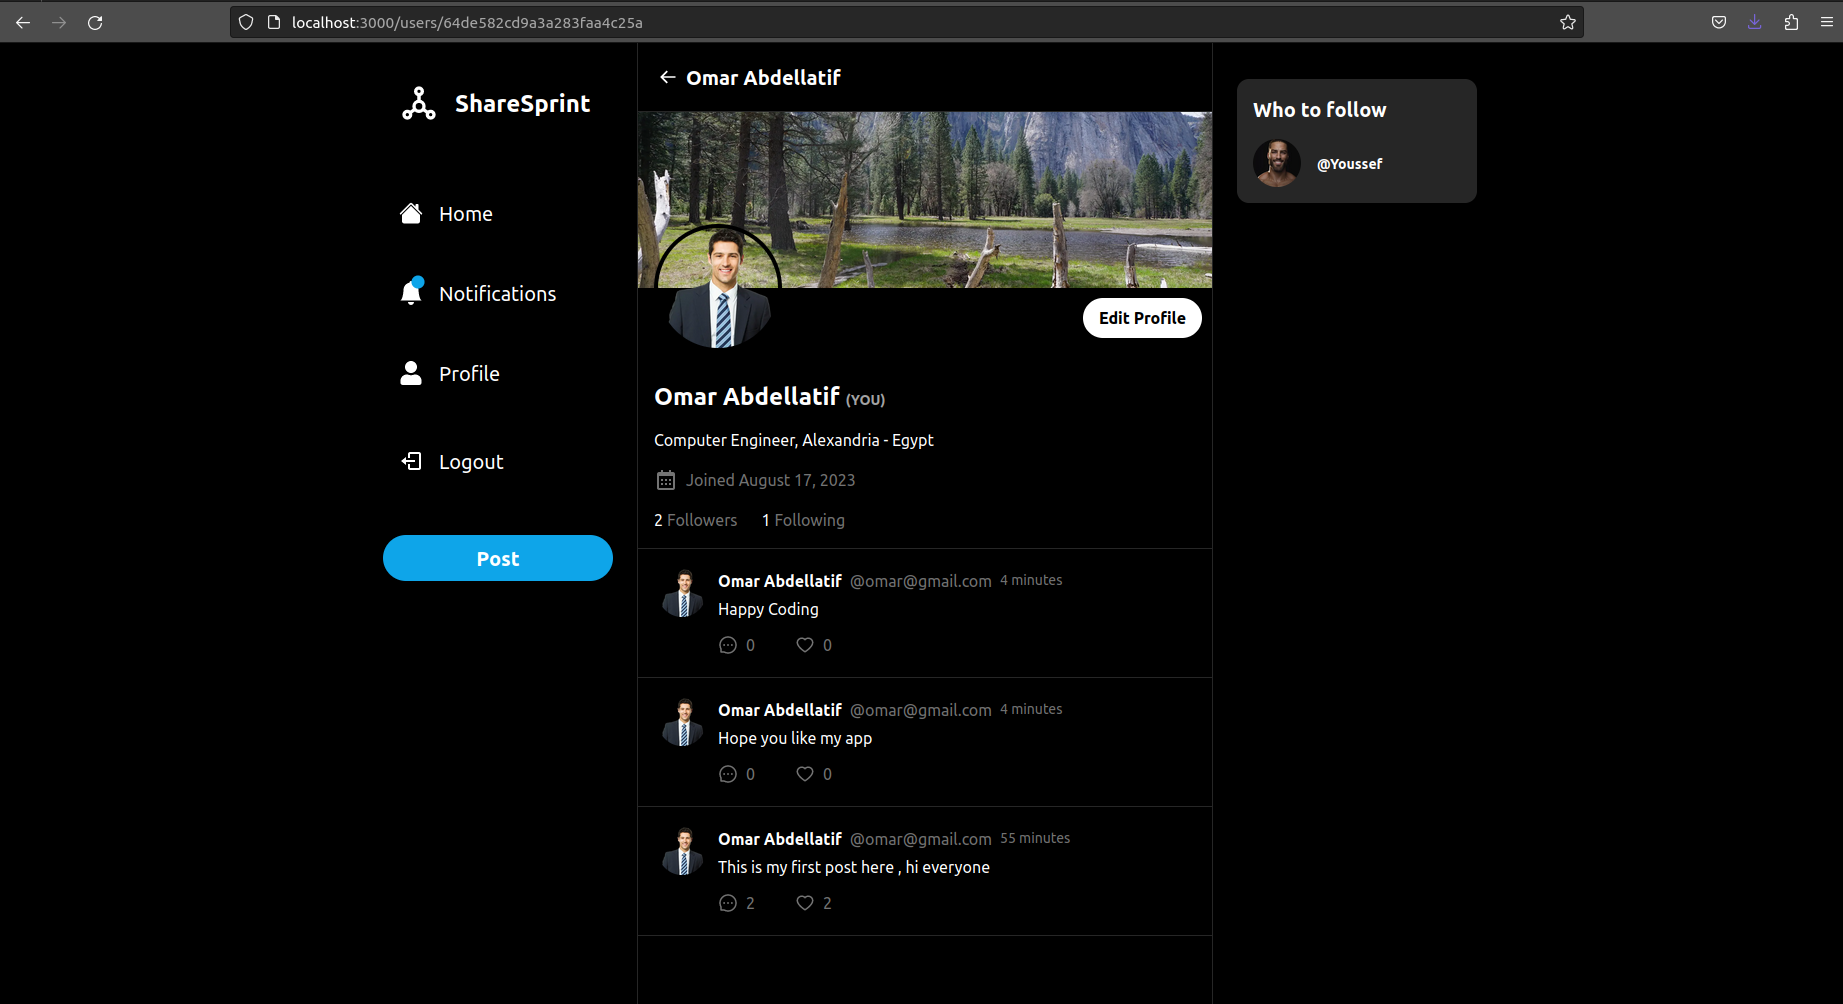 localhost:3000/users/64de582cd9a3a283faa4c25a
ShareSprint
Home
Notifications
Profile
Logout
Post
Omar Abdellatif
Edit Profile
Omar Abdellatif (YOU)
Computer Engineer, Alexandria - Egypt
Joined August 17, 2023
2 Followers 1 Following
Omar Abdellatif @omar@gmail.com 4 minutes
Happy Coding
0 0
Omar Abdellatif @omar@gmail.com 4 minutes
Hope you like my app
0 0
Omar Abdellatif @omar@gmail.com 55 minutes
This is my first post here , hi everyone
2 2
Who to follow
@Youssef